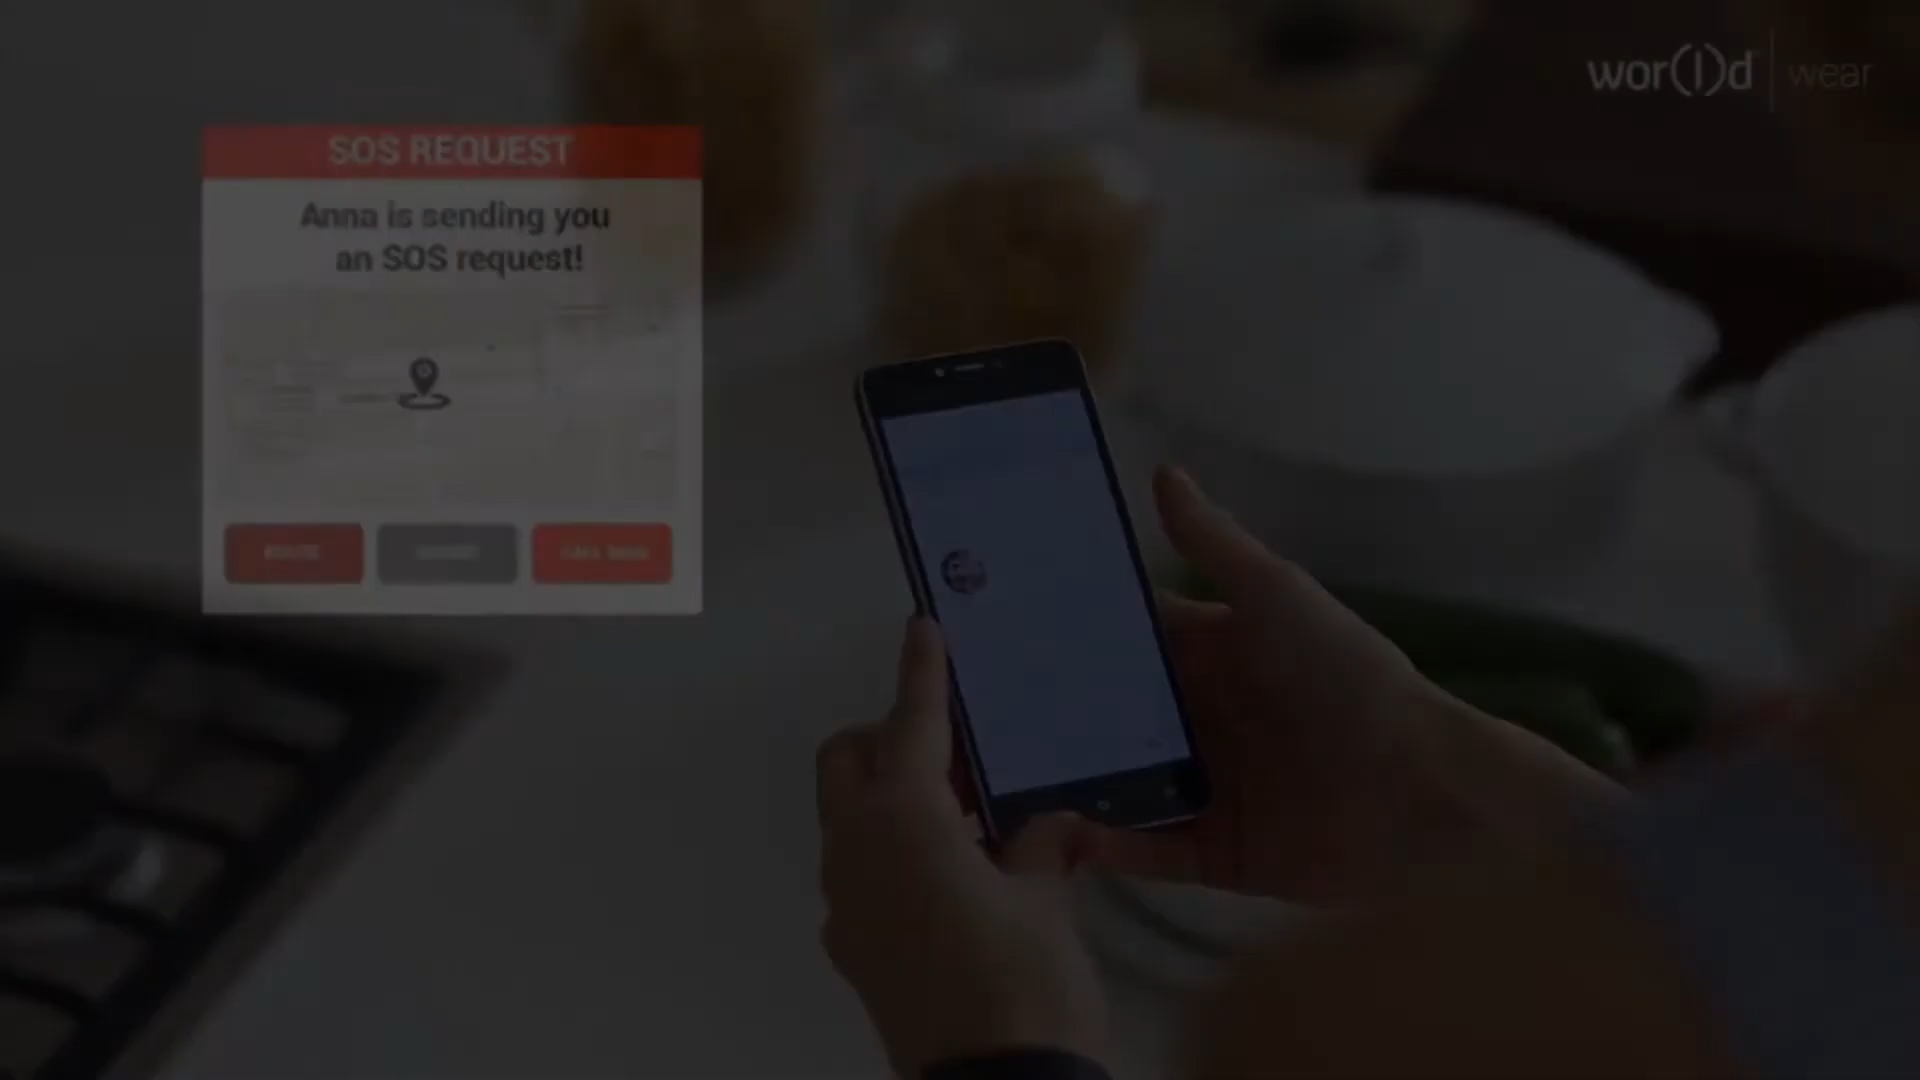 wor(l)d | wear
SOS REQUEST
Anna is sending you
an SOS request!